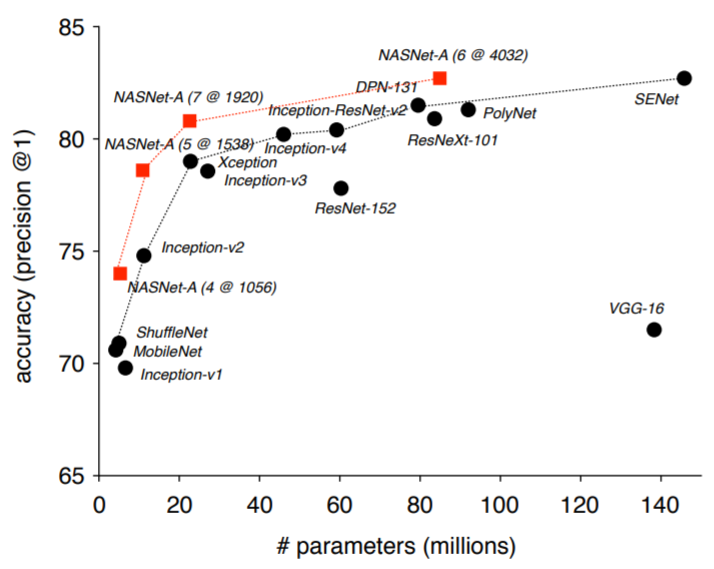 85
NASNet-A (6 @ 4032)
DPN-131
NASNet-A (7 @ 1920)
Inception-ResNet-v2
SENet
PolyNet
80
NASNet-A (5 @ 1538)
Inception-v4
ResNeXt-101
Xception
Inception-v3
ResNet-152
accuracy (precision @1)
75
Inception-v2
NASNet-A (4 @ 1056)
VGG-16
ShuffleNet
MobileNet
70
Inception-v1
65
0 20 40 60 80 100 120 140
# parameters (millions)